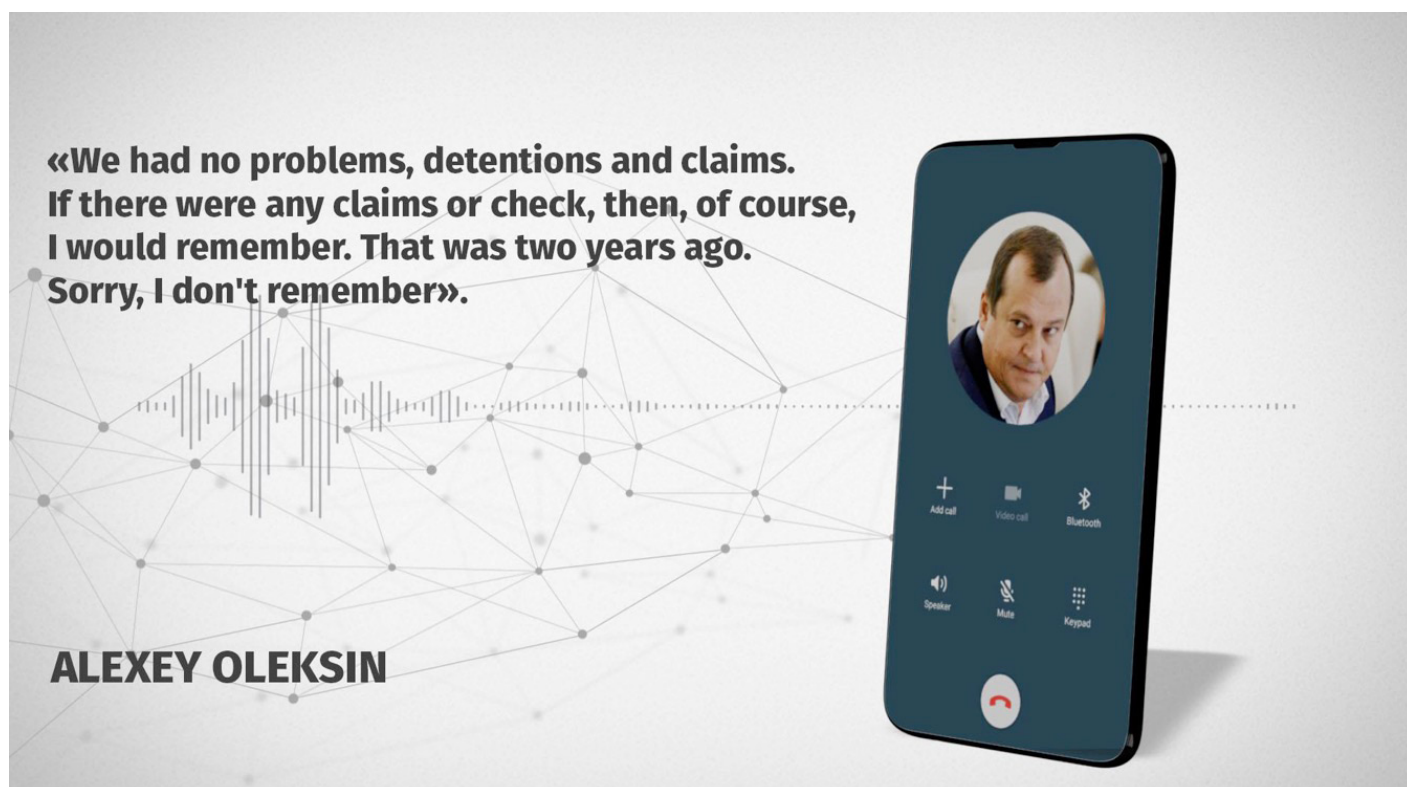 «We had no problems, detentions and claims.
If there were any claims or check, then, of course,
I would remember. That was two years ago.
Sorry, I don't remember».
ALEXEY OLEKSIN
Add call
Video call
Bluetooth
Speaker
Mute
Keypad